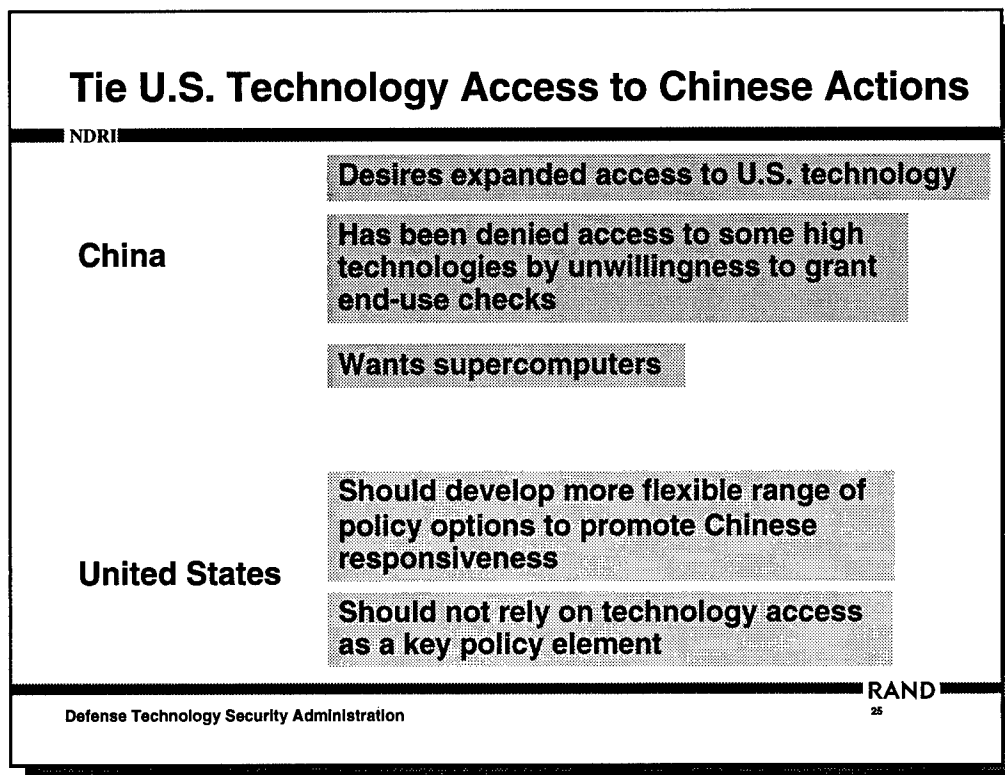 Tie U.S. Technology Access to Chinese Actions
NDRI
China
Desires expanded access to U.S. technology
Has been denied access to some high
technologies by unwillingness to grant
end-use checks
Wants supercomputers
United States
Should develop more flexible range of
policy options to promote Chinese
responsiveness
Should not rely on technology access
as a key policy element
RAND
25
Defense Technology Security Administration